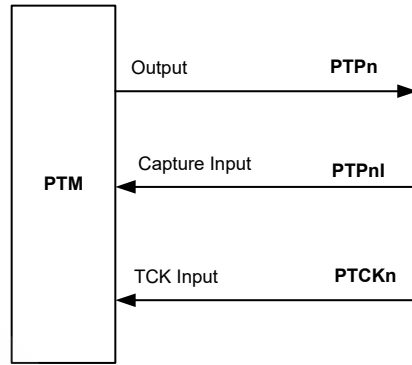 Output PTPn
Capture Input PTPnI
PTM
TCK Input PTCKn